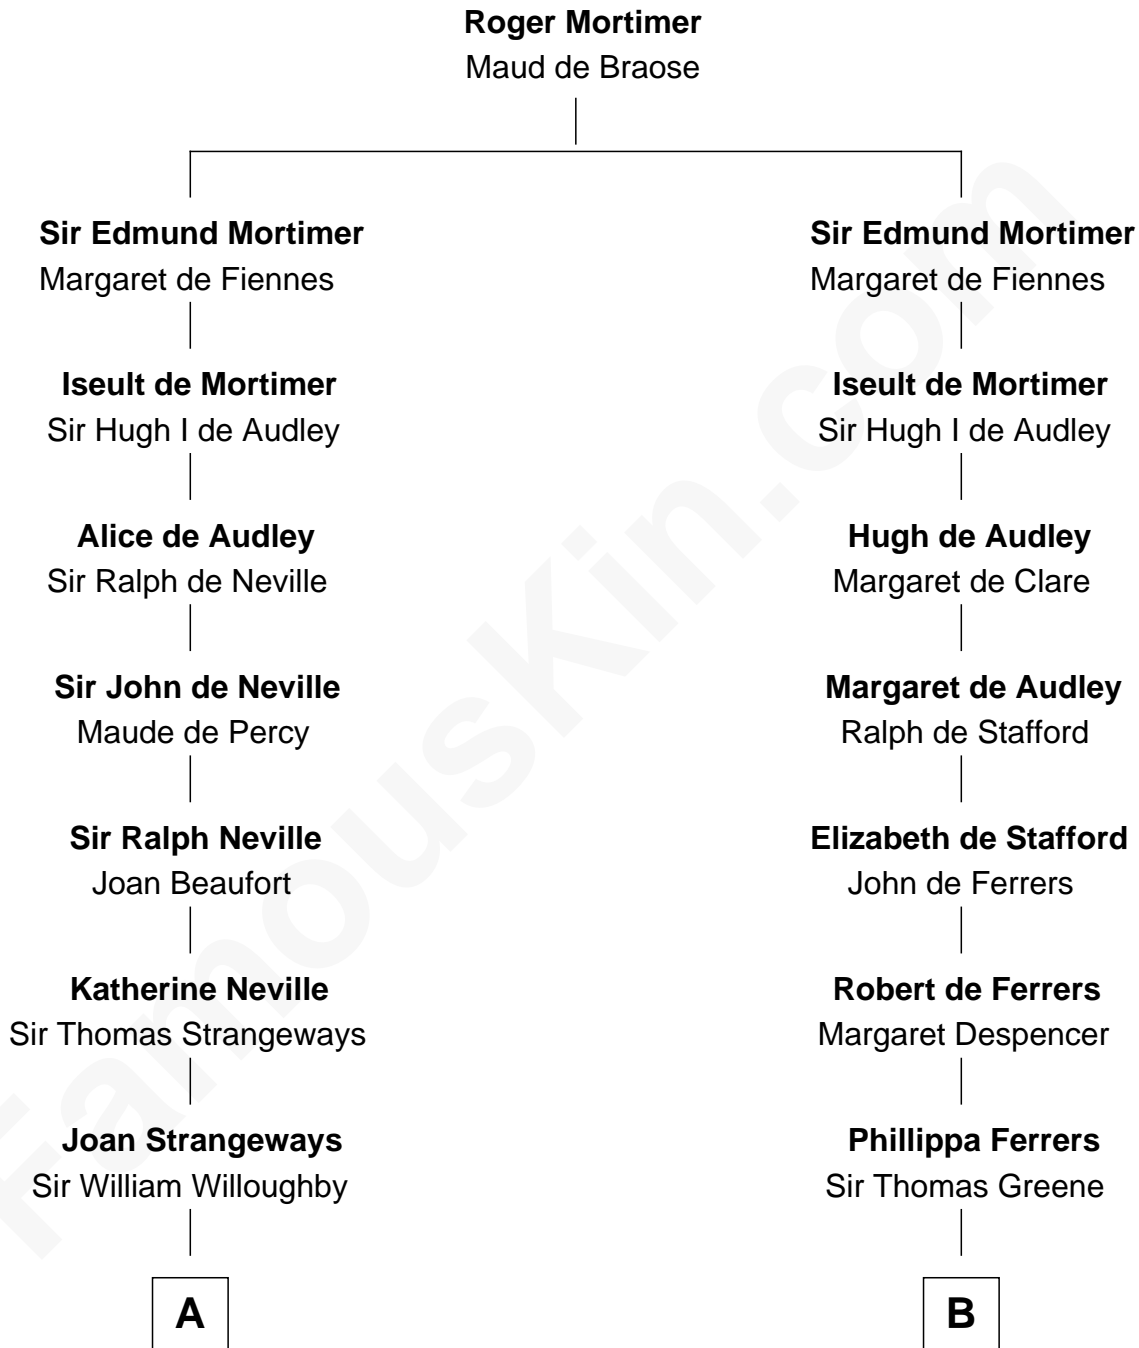 Roger Mortimer
Maud de Braose
Sir Edmund Mortimer
Margaret de Fiennes
Sir Edmund Mortimer
Margaret de Fiennes
Iseult de Mortimer
Sir Hugh I de Audley
Iseult de Mortimer
Sir Hugh I de Audley
Alice de Audley
Sir Ralph de Neville
Hugh de Audley
Margaret de Clare
Sir John de Neville
Maude de Percy
Margaret de Audley
Ralph de Stafford
Sir Ralph Neville
Joan Beaufort
Elizabeth de Stafford
John de Ferrers
Katherine Neville
Sir Thomas Strangeways
Robert de Ferrers
Margaret Despencer
Joan Strangeways
Sir William Willoughby
Phillippa Ferrers
Sir Thomas Greene
A
B
FamousKin.com